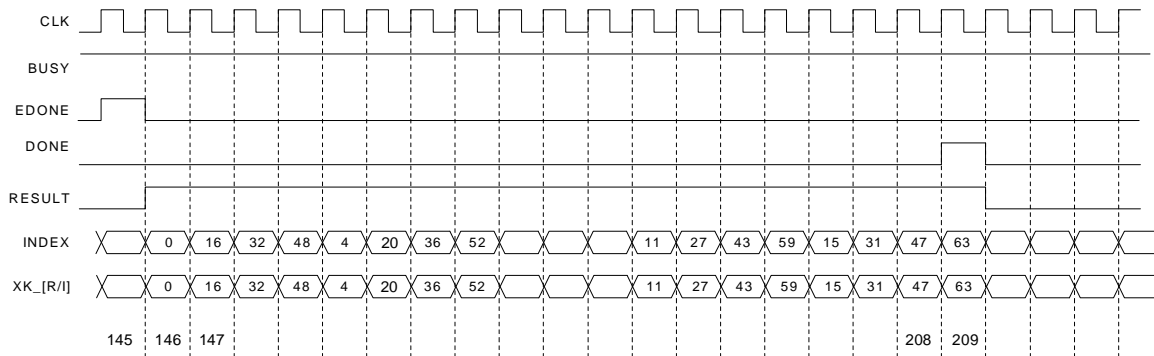 CLK
BUSY
EDONE
DONE
RESULT
INDEX 0 16 32 48 4 20 36 52 11 27 43 59 15 31 47 63
XK_[R/I] 0 16 32 48 4 20 36 52 11 27 43 59 15 31 47 63
145 146 147 208 209